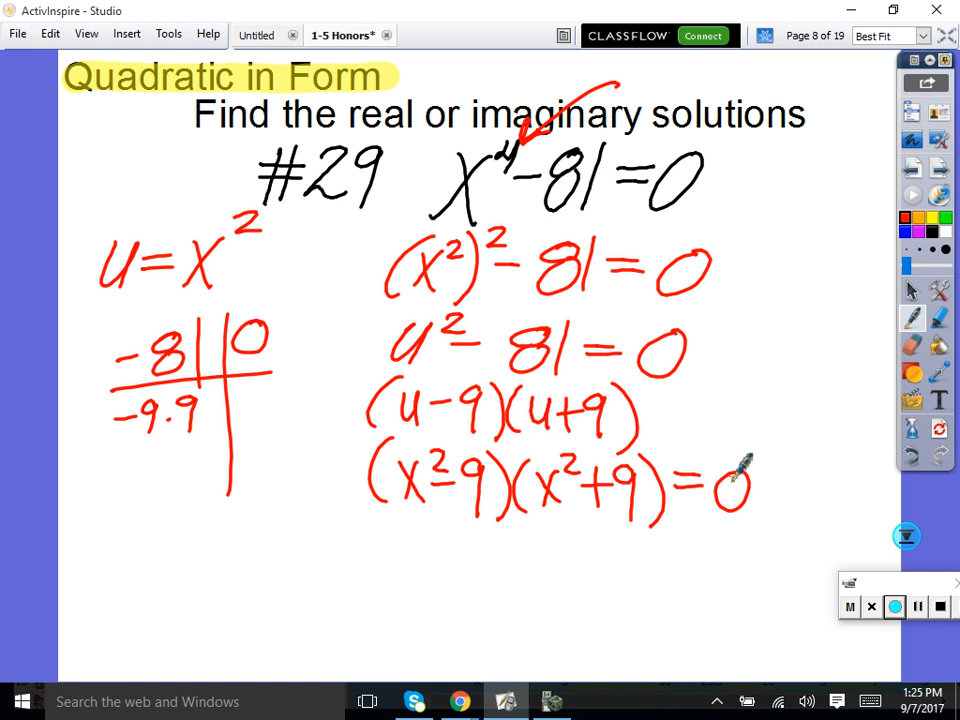 ActivInspire - Studio
File Edit View Insert Tools Help Untitled 1-5 Honors* CLASSFLOW Connect Page 8 of 19 Best Fit
Quadratic in Form
Find the real or imaginary solutions
#29 x⁴-81=0
u=x² (x²)²-81=0
-81 0 u²-81=0
-9·9 (u-9)(u+9)
(x²-9)(x²+9)=0
T
M
Search the web and Windows
1:25 PM
9/7/2017